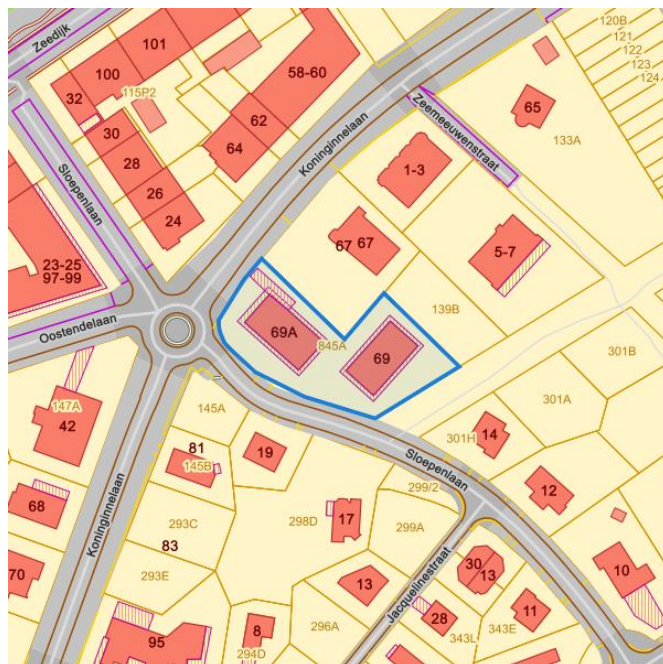 Zeedijk
101
120B
121
122
123
124
100
58-60
32
115P2
65
Zeemeeuwenstraat
133A
30
62
64
28
Koninginnelaan
1-3
26
24
Sloepenlaan
67
67
5-7
23-25
97-99
139B
Oostendelaan
69A
845A
69
301B
301A
147A
145A
42
81
145B
19
301H
14
Sloepenlaan
299/2
12
68
Koninginnelaan
293C
298D
17
299A
83
293E
70
13
Jacquelinestraat
30
13
10
95
8
296A
28
11
294D
343L
343E